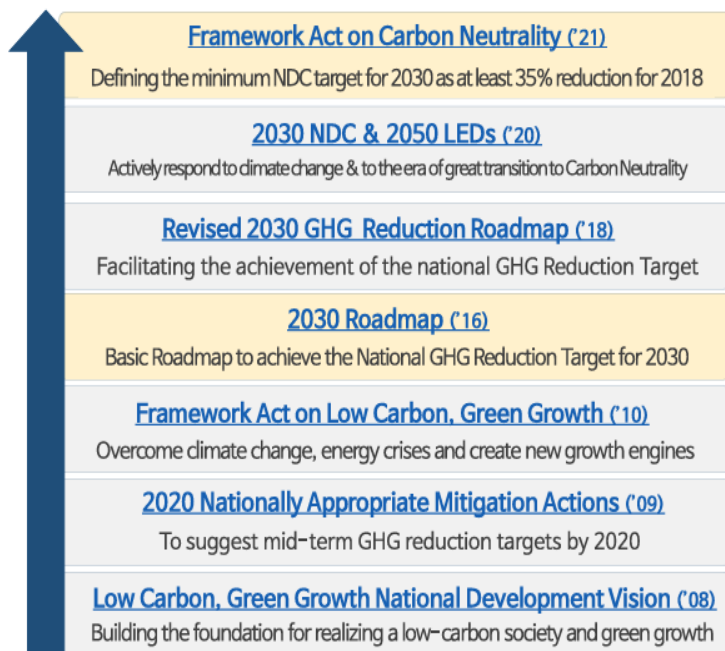 Framework Act on Carbon Neutrality ('21)
Defining the minimum NDC target for 2030 as at least 35% reduction for 2018
2030 NDC & 2050 LEDs ('20)
Actively respond to climate change & to the era of great transition to Carbon Neutrality
Revised 2030 GHG Reduction Roadmap ('18)
Facilitating the achievement of the national GHG Reduction Target
2030 Roadmap ('16)
Basic Roadmap to achieve the National GHG Reduction Target for 2030
Framework Act on Low Carbon, Green Growth ('10)
Overcome climate change, energy crises and create new growth engines
2020 Nationally Appropriate Mitigation Actions ('09)
To suggest mid-term GHG reduction targets by 2020
Low Carbon, Green Growth National Development Vision ('08)
Building the foundation for realizing a low-carbon society and green growth